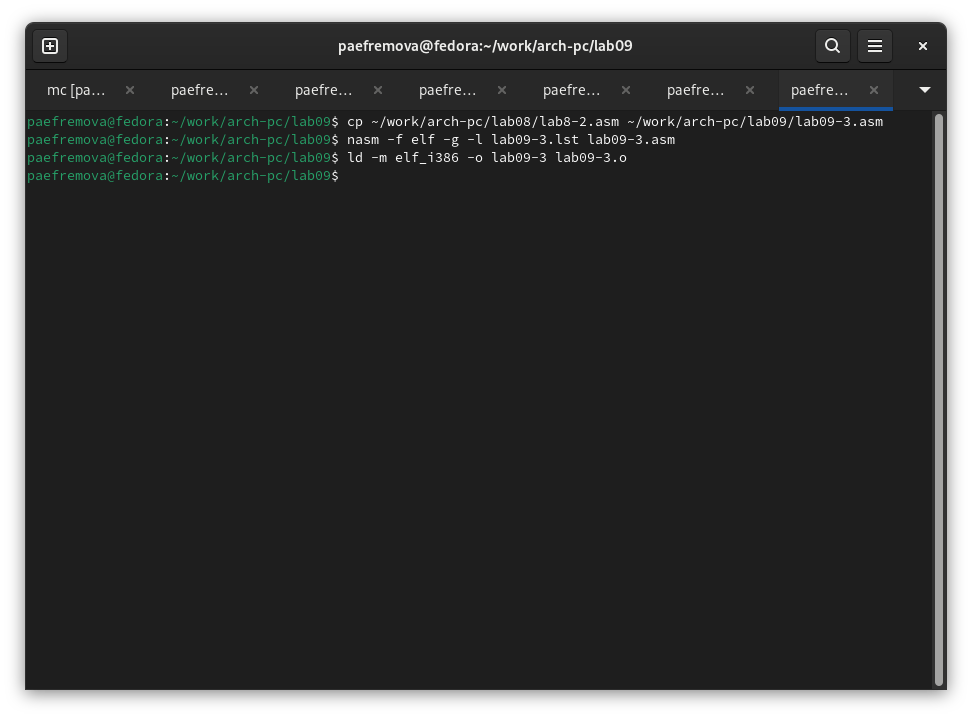 paefremova@fedora:~/work/arch-pc/lab09
mc [pa… paefre… paefre… paefre… paefre… paefre… paefre…
paefremova@fedora:~/work/arch-pc/lab09$ cp ~/work/arch-pc/lab08/lab8-2.asm ~/work/arch-pc/lab09/lab09-3.asm
paefremova@fedora:~/work/arch-pc/lab09$ nasm -f elf -g -l lab09-3.lst lab09-3.asm
paefremova@fedora:~/work/arch-pc/lab09$ ld -m elf_i386 -o lab09-3 lab09-3.o
paefremova@fedora:~/work/arch-pc/lab09$